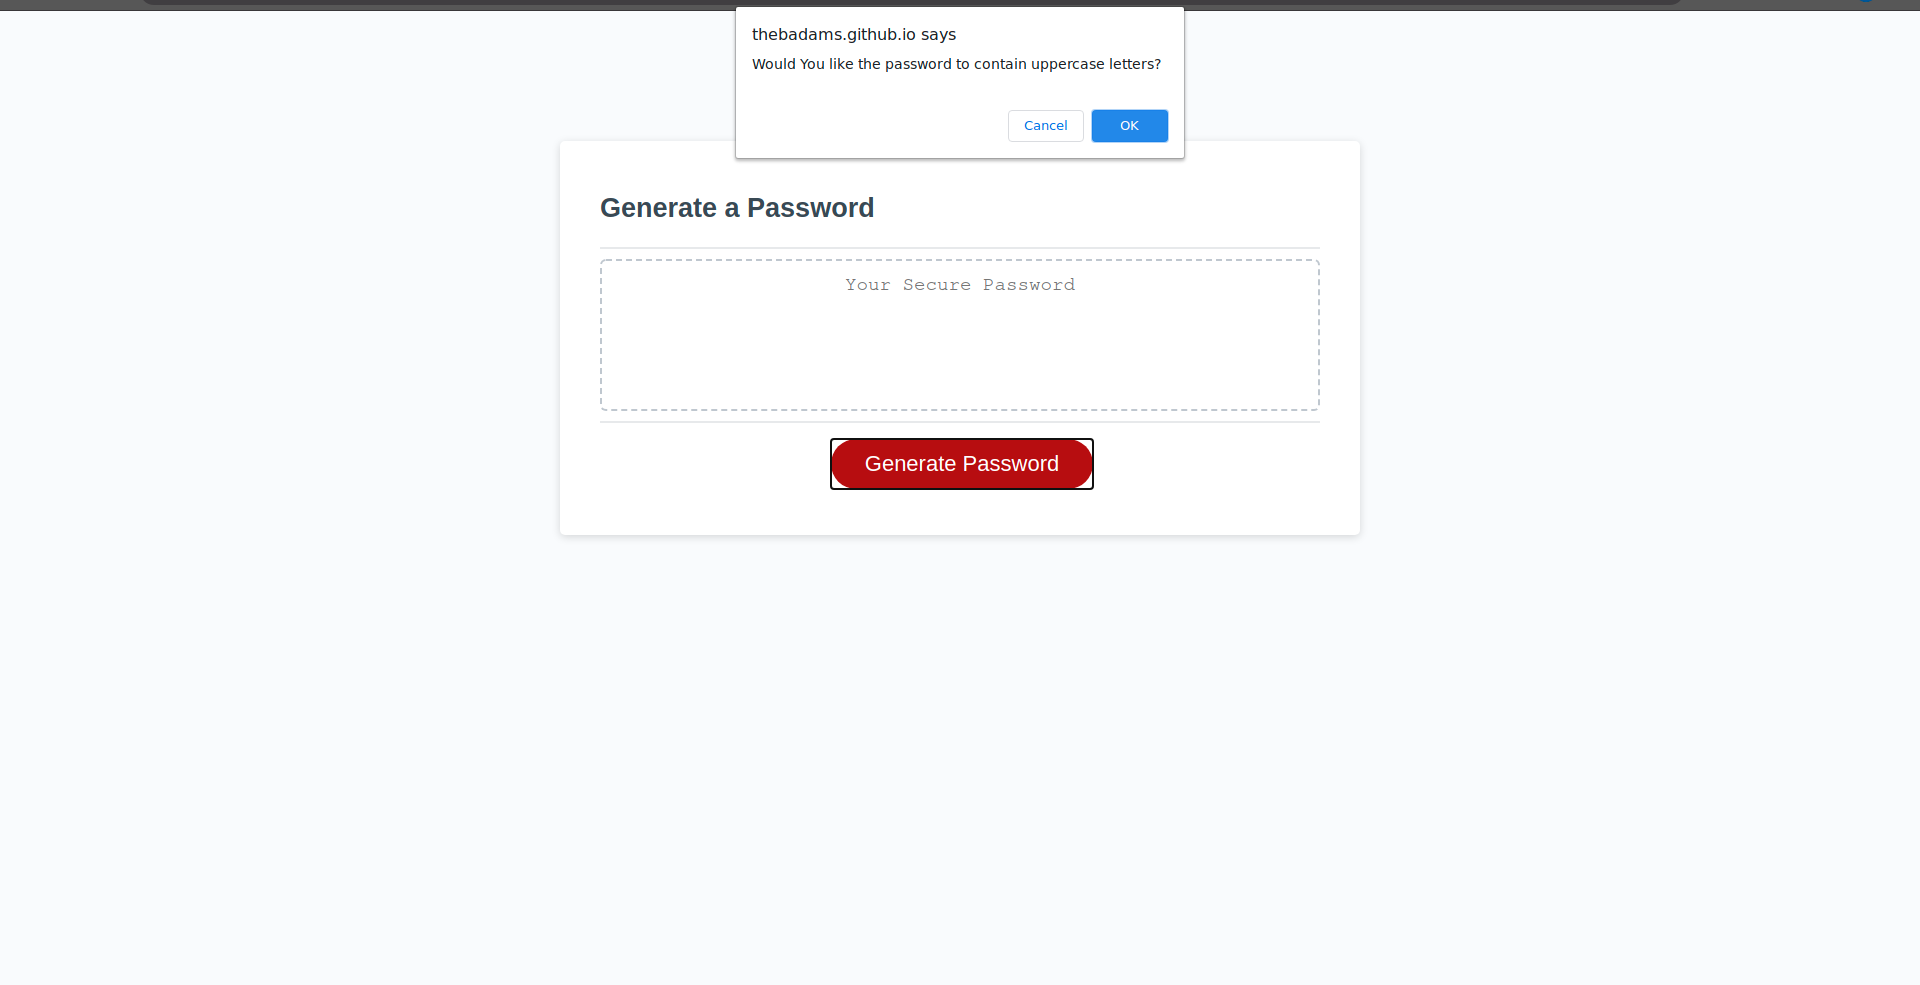 thebadams.github.io says
Would You like the password to contain uppercase letters?
Cancel
OK
Generate a Password
Your Secure Password
Generate Password